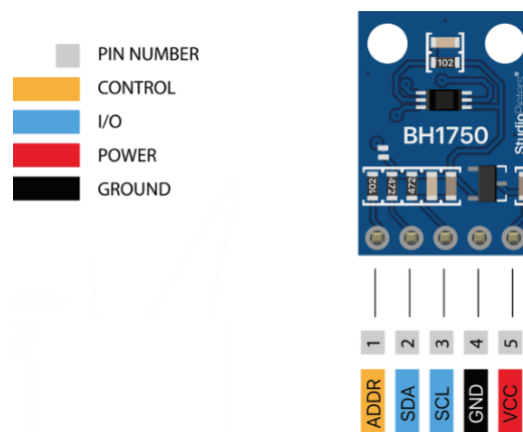 PIN NUMBER
CONTROL
I/O
POWER
GROUND
102
BH1750
StudioPieters®
102
472
472
1
2
3
4
5
ADDR
SDA
SCL
GND
VCC